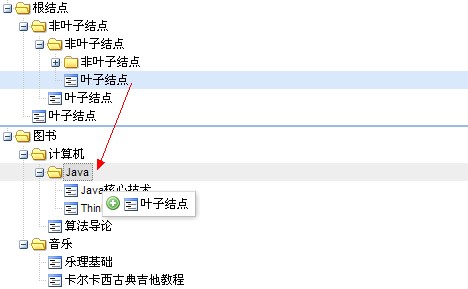 根结点
非叶子结点
非叶子结点
非叶子结点
叶子结点
叶子结点
叶子结点
图书
计算机
Java
Java核心技术
Thin
叶子结点
算法导论
音乐
乐理基础
卡尔卡西古典吉他教程